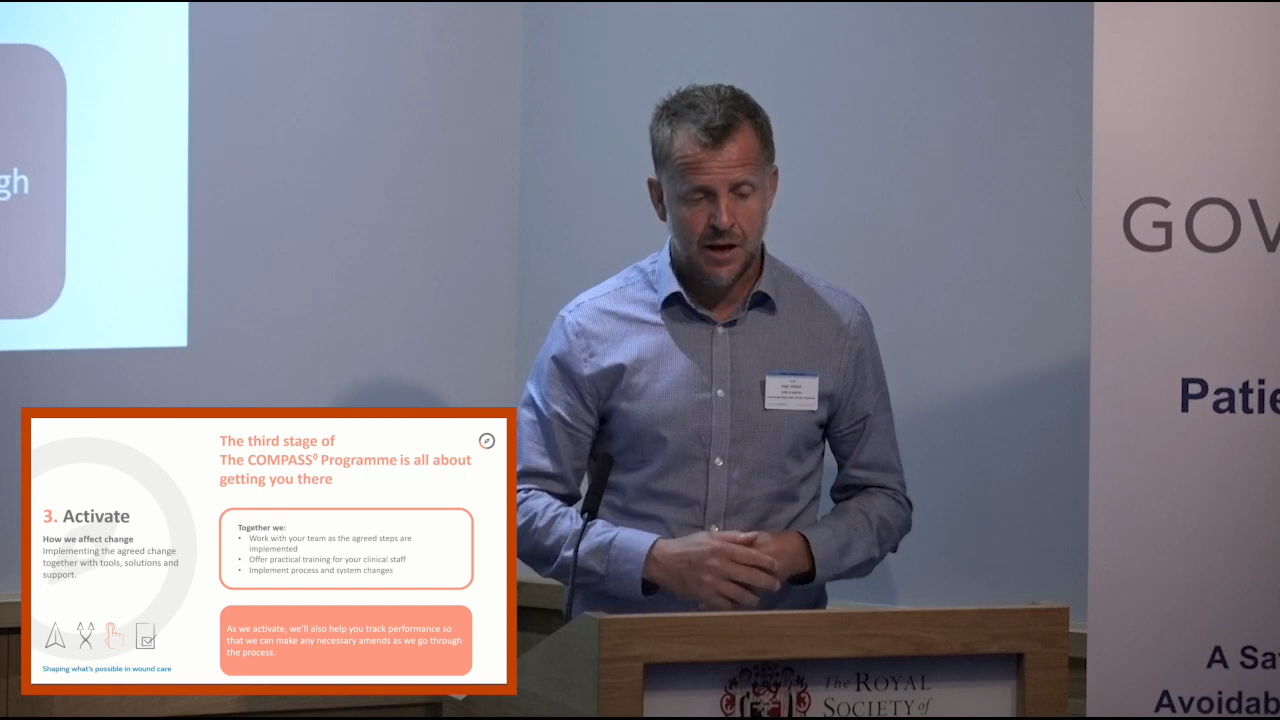 gh
GOV
Patie
A Sa
Avoidab
The ROYAL
SOCIETY of
The third stage of
The COMPASS◊ Programme is all about
getting you there
3. Activate
How we affect change
Implementing the agreed change
together with tools, solutions and
support.
Together we:
• Work with your team as the agreed steps are
implemented
• Offer practical training for your clinical staff
• Implement process and system changes
As we activate, we'll also help you track performance so
that we can make any necessary amends as we go through
the process.
Shaping what's possible in wound care